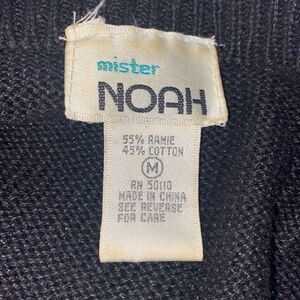 mister
NOAH
55% RAMIE
45% COTTON
M
RN 50110
MADE IN CHINA
SEE REVERSE
FOR CARE